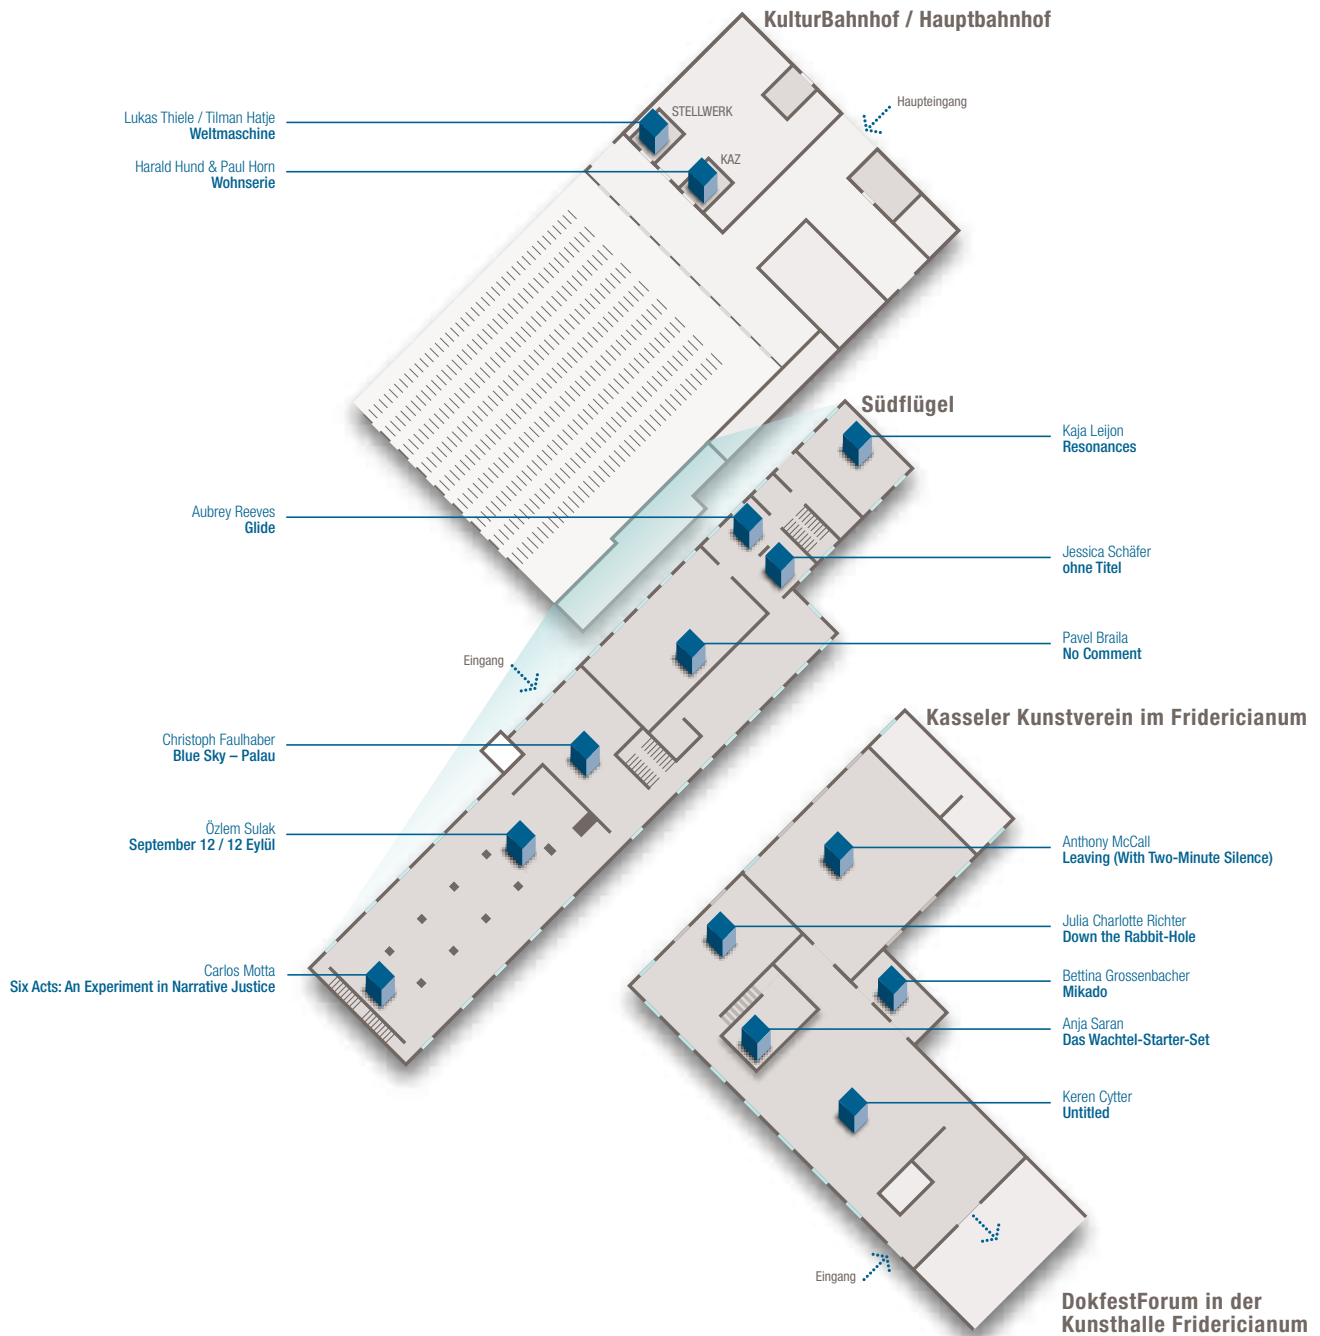 KulturBahnhof / Hauptbahnhof
Haupteingang
Lukas Thiele / Tilman Hatje
Weltmaschine
STELLWERK
Harald Hund & Paul Horn
Wohnserie
KAZ
Südflügel
Kaja Leijon
Resonances
Aubrey Reeves
Glide
Jessica Schäfer
ohne Titel
Pavel Braila
No Comment
Eingang
Christoph Faulhaber
Blue Sky – Palau
Özlem Sulak
September 12 / 12 Eylül
Carlos Motta
Six Acts: An Experiment in Narrative Justice
Kasseler Kunstverein im Fridericianum
Anthony McCall
Leaving (With Two-Minute Silence)
Julia Charlotte Richter
Down the Rabbit-Hole
Bettina Grossenbacher
Mikado
Anja Saran
Das Wachtel-Starter-Set
Keren Cytter
Untitled
Eingang
DokfestForum in der
Kunsthalle Fridericianum